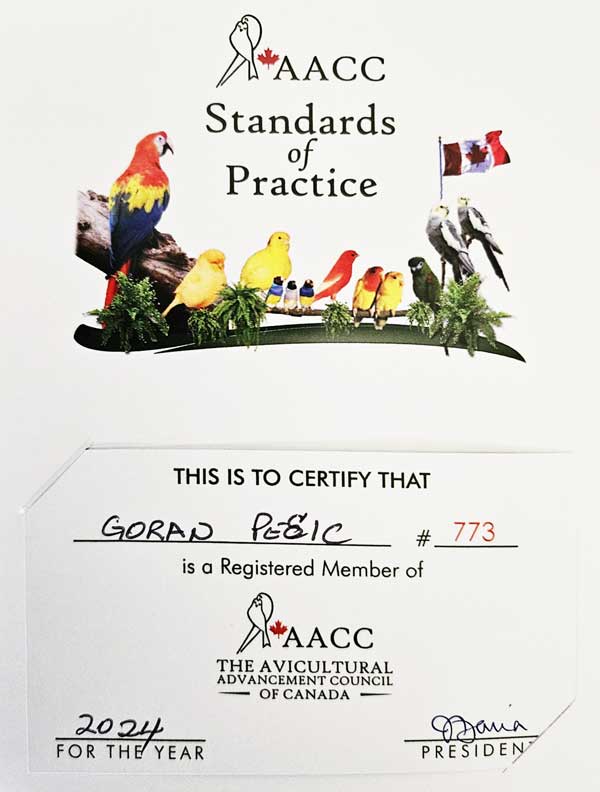 AACC
Standards
of
Practice
THIS IS TO CERTIFY THAT
GORAN PEŠIC # 773
is a Registered Member of
AACC
THE AVICULTURAL
ADVANCEMENT COUNCIL
OF CANADA
2024
FOR THE YEAR PRESIDENT